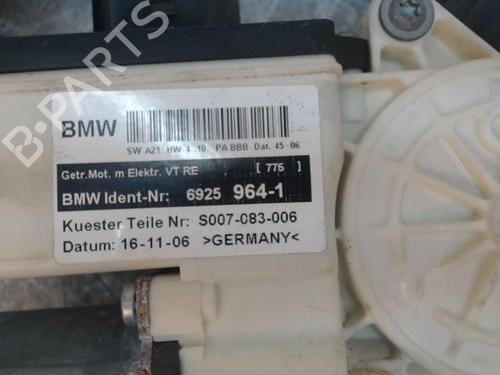 B-PARTS
BMW
SW A21 HW 4.10 PA BBB Dat. 45-06
Getr.Mot. m Elektr. VT RE [ 775 ]
BMW Ident-Nr: 6925 964-1
Kuester Teile Nr: S007-083-006
Datum: 16-11-06 >GERMANY<